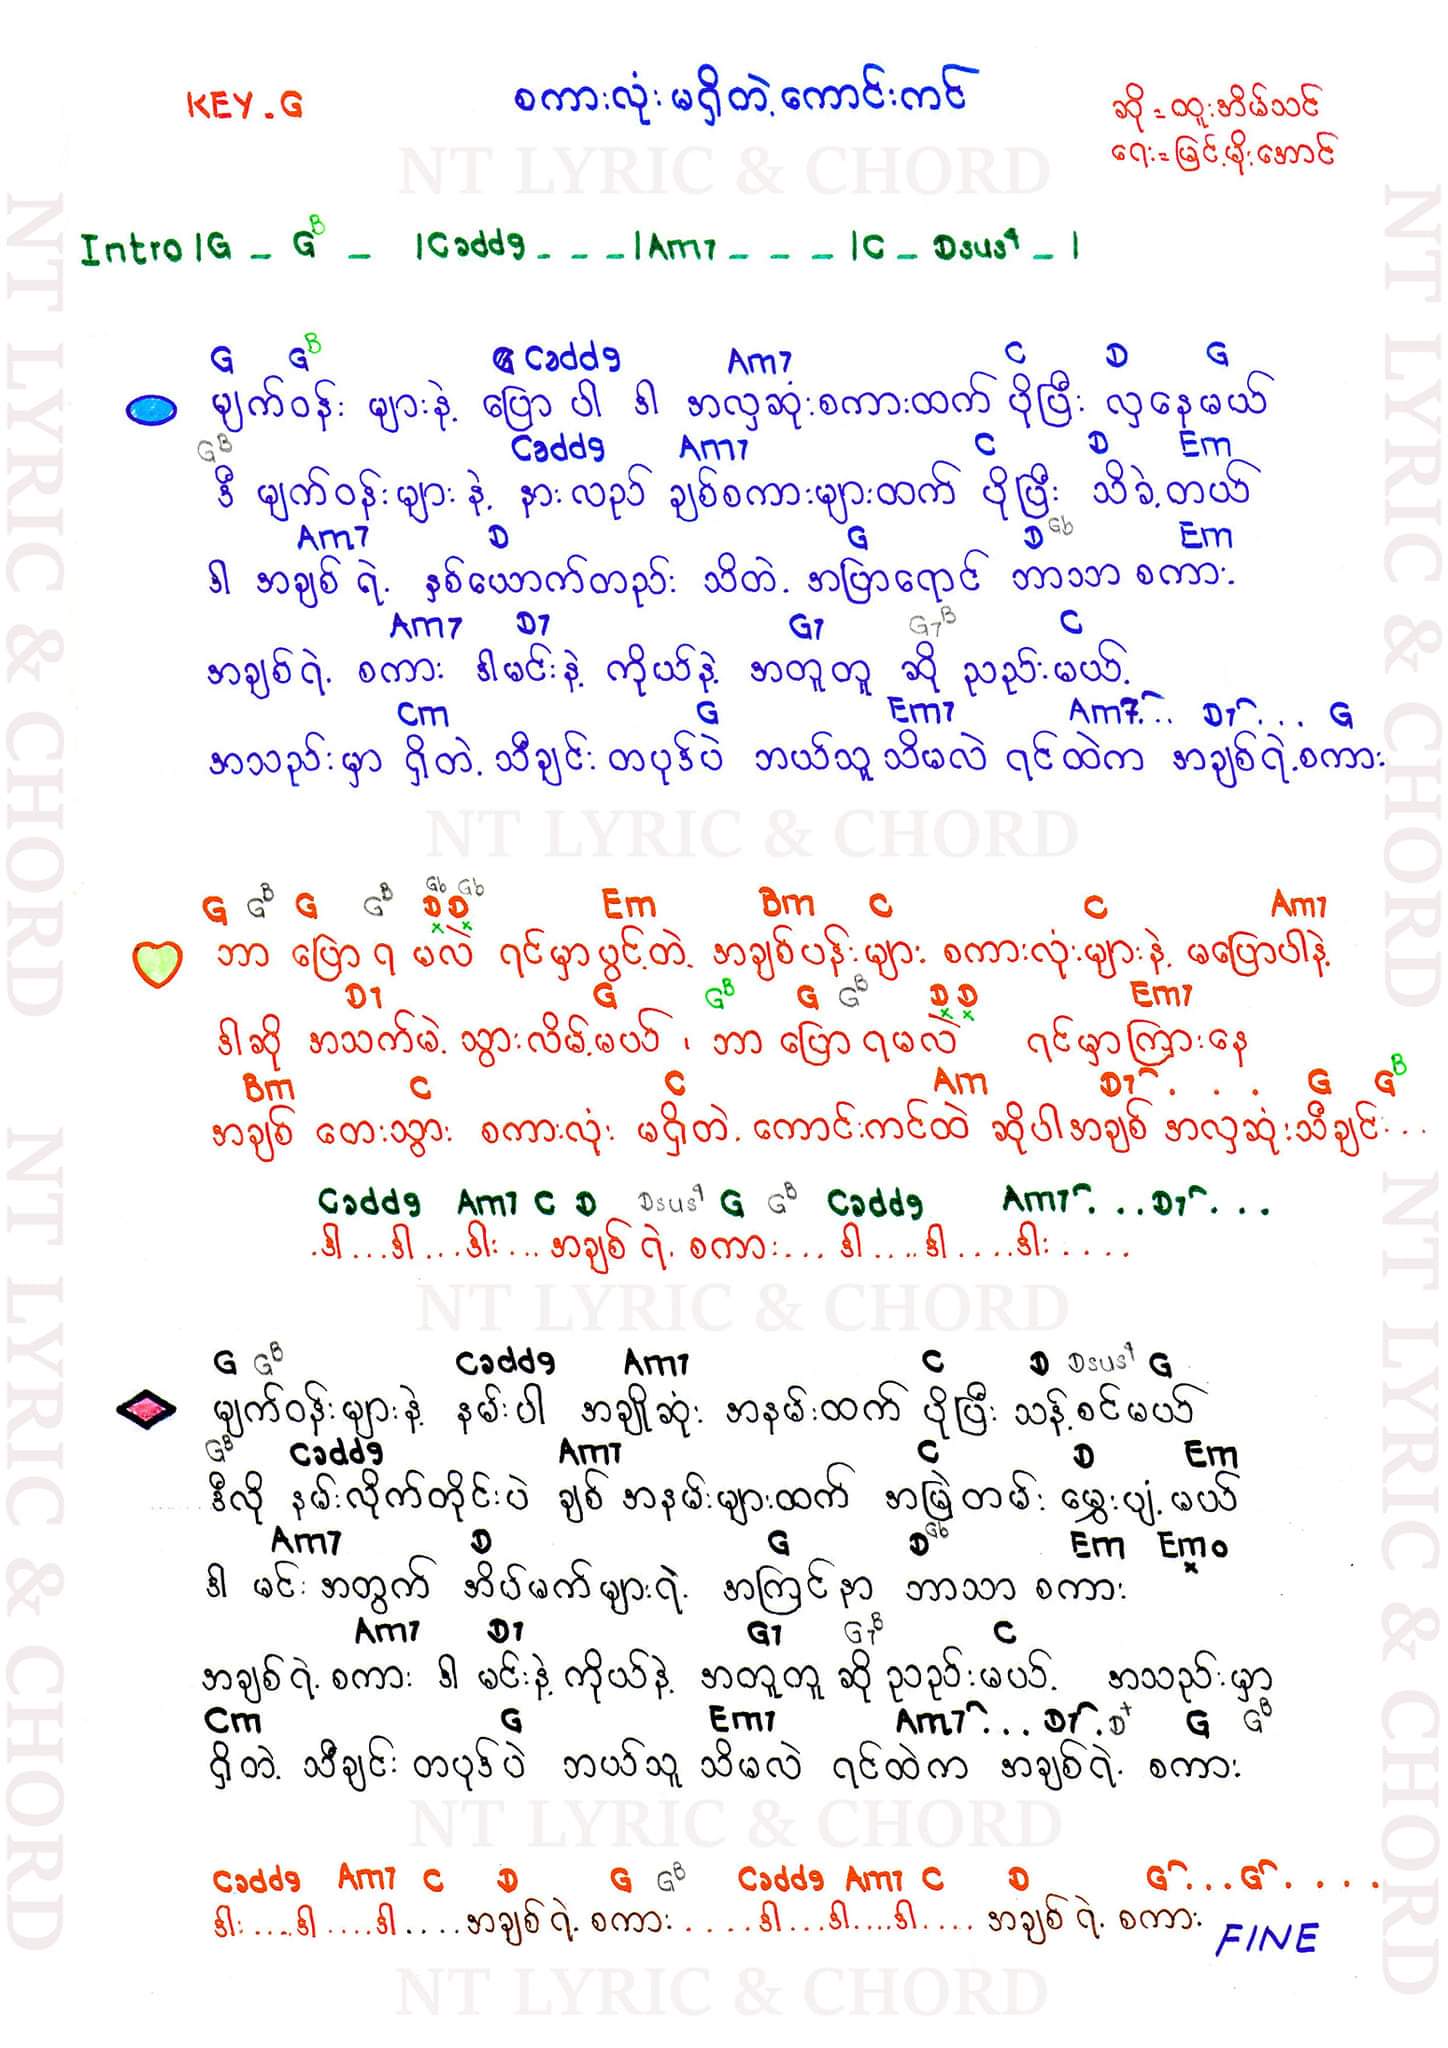 KEY.G
စကားလုံးမရှိတဲ့ကောင်းကင်
ဆို = ထူးအိမ်သင်
ရေး = မြင့်မိုးအောင်
NT LYRIC & CHORD
Intro |G _ G^B _ |Cadd9 _ _ _ |Am7 _ _ _ |C _ Dsus4 _ |
G G^B Cadd9 Am7 C D G
မျက်ဝန်း များနဲ့ ပြော ပါ ဒါ အလှဆုံးစကားထက် ပိုပြီး လှနေမယ်
G^B Cadd9 Am7 C D Em
ဒီ မျက်ဝန်းများ နဲ့ နားလည် ချစ်စကားများထက် ပိုပြီး သိခဲ့တယ်
Am7 D G D Gb Em
ဒါ အချစ် ရဲ့ နှစ်ယောက်တည်း သိတဲ့ အပြာရောင် ဘာသာ စကား
Am7 D7 G7 G7^B C
အချစ်ရဲ့ စကား ဒါမင်းနဲ့ ကိုယ်နဲ့ အတူတူ ဆို ညည်းမယ့်
Cm G Em7 Am7... D7... G
အသည်းမှာ ရှိတဲ့ သီချင်း တပုဒ်ပဲ ဘယ်သူ သိမလဲ ရင်ထဲက အချစ်ရဲ့စကား
NT LYRIC & CHORD
G G^B G G^B D Gb D Gb Em Bm C C Am7
ဘာ ပြော ရ မလဲ ရင်မှာပွင့်တဲ့ အချစ်ပန်းများ စကားလုံးများနဲ့ မပြောပါနဲ့
D7 G G^B G G^B D D Em7
ဒါဆို အသက်မဲ့ သွားလိမ့်မယ် ၊ ဘာ ပြော ရမလဲ ရင်မှာကြားနေ
Bm C C Am D7 . . . G G^B
အချစ် တေးသွား စကားလုံး မရှိတဲ့ ကောင်းကင်ထဲ ဆိုပါအချစ် အလှဆုံးသီချင်း...
Cadd9 Am7 C D Dsus4 G G^B Cadd9 Am7...D7...
.ဒါ...ဒါ...ဒါး... အချစ် ရဲ့ စကား... ဒါ....ဒါ....ဒါး....
NT LYRIC & CHORD
G G^B Cadd9 Am7 C D Dsus4 G
မျက်ဝန်းများနဲ့ နမ်းပါ အချိုဆုံး အနမ်းထက် ပိုပြီး သန့်စင်မယ်
G^B Cadd9 Am7 C D Em
ဒီလို နမ်းလိုက်တိုင်းပဲ ချစ် အနမ်းများထက် အမြဲတမ်း မွှေးပျံ့မယ်
Am7 D G D Gb Em Em o
ဒါ မင်း အတွက် အိပ်မက်များရဲ့ အကြင်နာ ဘာသာ စကား
Am7 D7 G7 G7^B C
အချစ်ရဲ့ စကား ဒါ မင်းနဲ့ ကိုယ်နဲ့ အတူတူ ဆို ညည်းမယ့် အသည်းမှာ
Cm G Em7 Am7... D7.D+ G G^B
ရှိတဲ့ သီချင်း တပုဒ်ပဲ ဘယ်သူ သိမလဲ ရင်ထဲက အချစ်ရဲ့ စကား
NT LYRIC & CHORD
Cadd9 Am7 C D G G^B Cadd9 Am7 C D G...G.....
ဒါး....ဒါ....ဒါ....အချစ် ရဲ့ စကား.....ဒါ...ဒါ....ဒါ.... အချစ် ရဲ့ စကား
FINE
NT LYRIC & CHORD
NT LYRIC & CHORD NT LYRIC & CHORD
NT LYRIC & CHORD NT LYRIC & CHORD